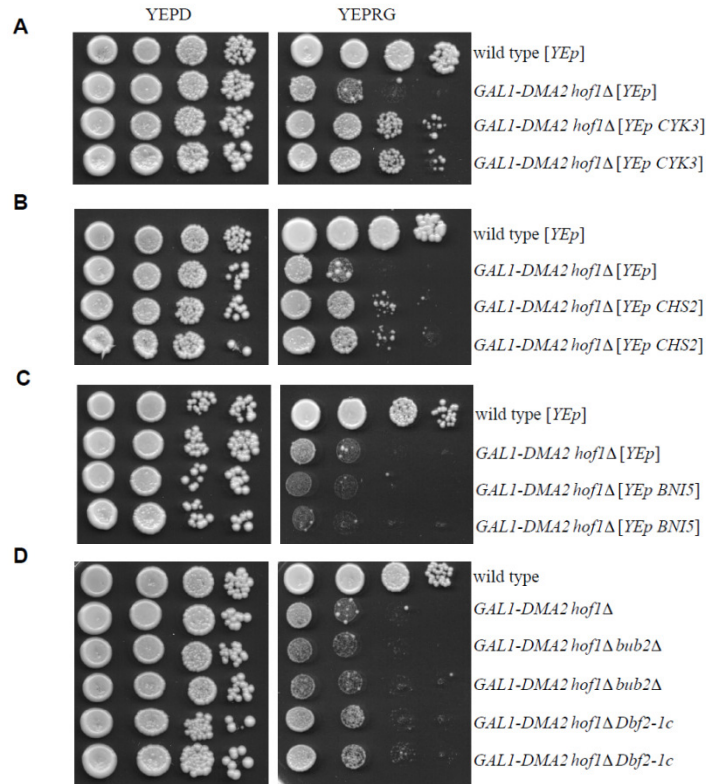 YEPD YEPRG
A
wild type [YEp]
GAL1-DMA2 hof1Δ [YEp]
GAL1-DMA2 hof1Δ [YEp CYK3]
GAL1-DMA2 hof1Δ [YEp CYK3]
B
wild type [YEp]
GAL1-DMA2 hof1Δ [YEp]
GAL1-DMA2 hof1Δ [YEp CHS2]
GAL1-DMA2 hof1Δ [YEp CHS2]
C
wild type [YEp]
GAL1-DMA2 hof1Δ [YEp]
GAL1-DMA2 hof1Δ [YEp BNI5]
GAL1-DMA2 hof1Δ [YEp BNI5]
D
wild type
GAL1-DMA2 hof1Δ
GAL1-DMA2 hof1Δ bub2Δ
GAL1-DMA2 hof1Δ bub2Δ
GAL1-DMA2 hof1Δ Dbf2-1c
GAL1-DMA2 hof1Δ Dbf2-1c